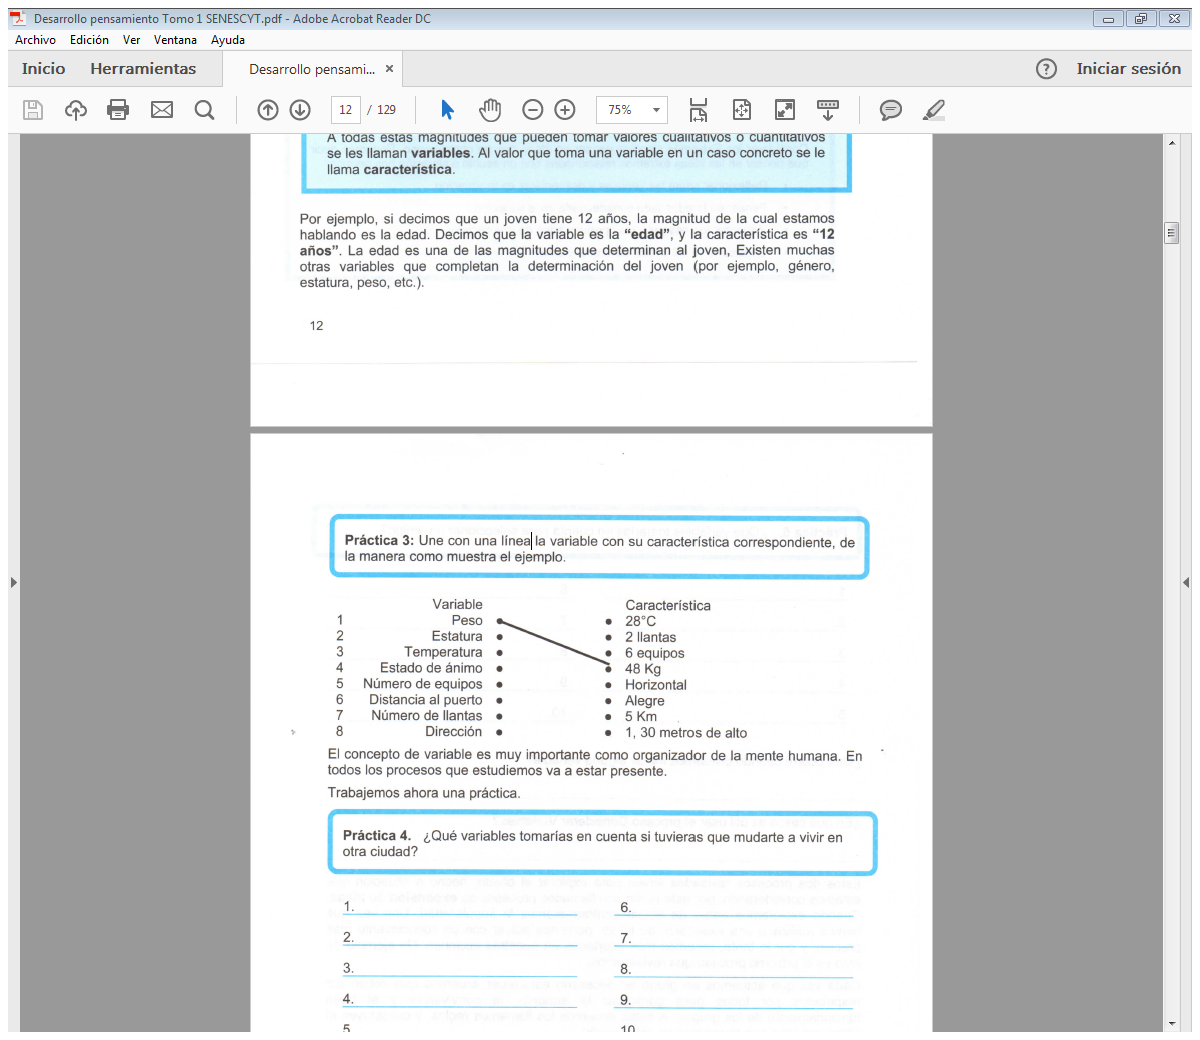 Desarrollo pensamiento Tomo 1 SENESCYT.pdf - Adobe Acrobat Reader DC
Archivo Edición Ver Ventana Ayuda
Inicio Herramientas Desarrollo pensami... × ? Iniciar sesión
12 / 129 75%
A todas estas magnitudes que pueden tomar valores cualitativos o cuantitativos
se les llaman variables. Al valor que toma una variable en un caso concreto se le
llama característica.
Por ejemplo, si decimos que un joven tiene 12 años, la magnitud de la cual estamos
hablando es la edad. Decimos que la variable es la “edad”, y la característica es “12
años”. La edad es una de las magnitudes que determinan al joven, Existen muchas
otras variables que completan la determinación del joven (por ejemplo, género,
estatura, peso, etc.).
12
Práctica 3: Une con una línea la variable con su característica correspondiente, de
la manera como muestra el ejemplo.
Variable Característica
1 Peso • • 28°C
2 Estatura • • 2 llantas
3 Temperatura • • 6 equipos
4 Estado de ánimo • • 48 Kg
5 Número de equipos • • Horizontal
6 Distancia al puerto • • Alegre
7 Número de llantas • • 5 Km
8 Dirección • • 1, 30 metros de alto
El concepto de variable es muy importante como organizador de la mente humana. En
todos los procesos que estudiemos va a estar presente.
Trabajemos ahora una práctica.
Práctica 4. ¿Qué variables tomarías en cuenta si tuvieras que mudarte a vivir en
otra ciudad?
1. 6.
2. 7.
3. 8.
4. 9.
5 10